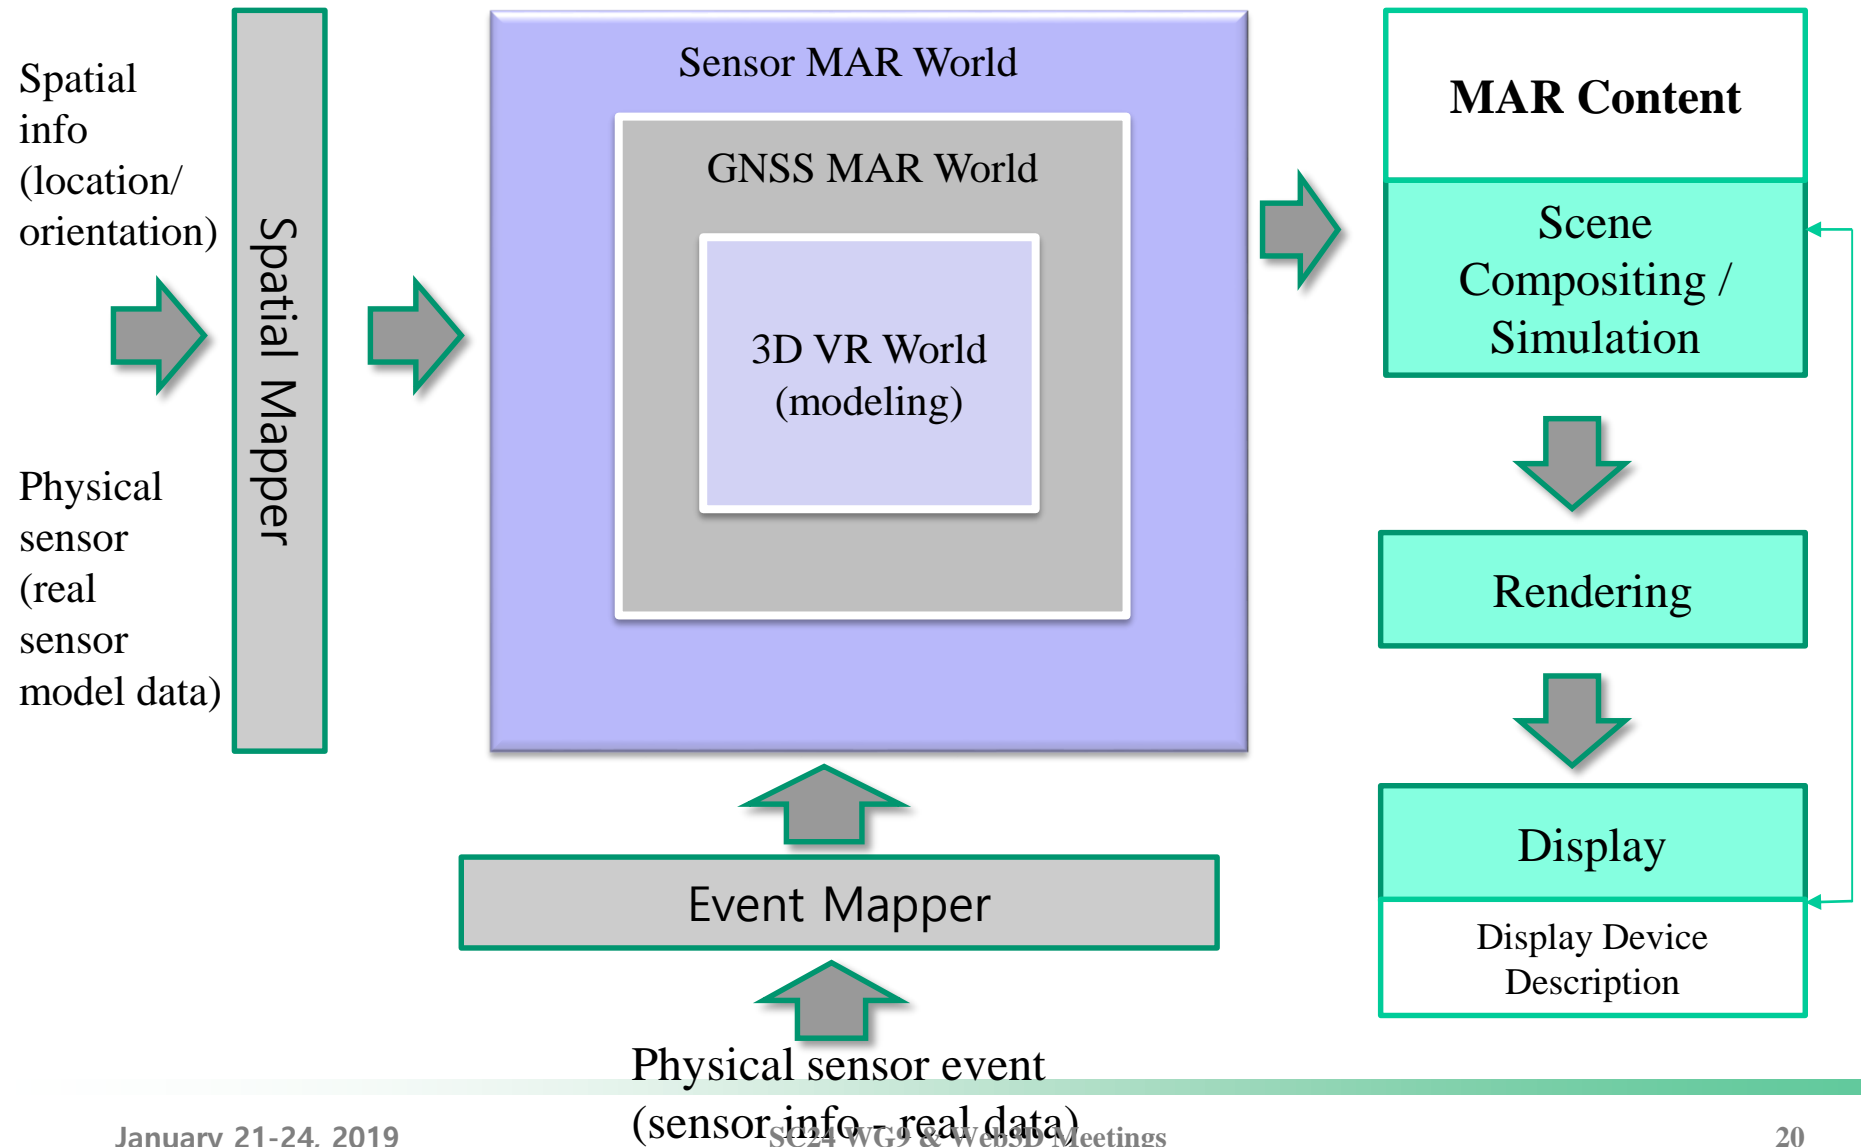 Spatial
info
(location/
orientation)
Physical
sensor
(real
sensor
model data)
Spatial Mapper
Sensor MAR World
GNSS MAR World
3D VR World
(modeling)
Event Mapper
Physical sensor event
(sensor info - real data)
MAR Content
Scene
Compositing /
Simulation
Rendering
Display
Display Device
Description
January 21-24, 2019
SC24 WG9 & Web3D Meetings
20